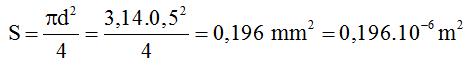 S = πd²/4 = 3,14.0,5²/4 = 0,196 mm² = 0,196.10⁻⁶ m²